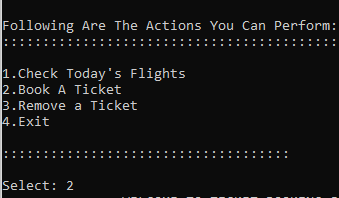 Following Are The Actions You Can Perform:
::::::::::::::::::::::::::::::::::::::::::
1.Check Today's Flights
2.Book A Ticket
3.Remove a Ticket
4.Exit
::::::::::::::::::::::::::::::::::::
Select: 2